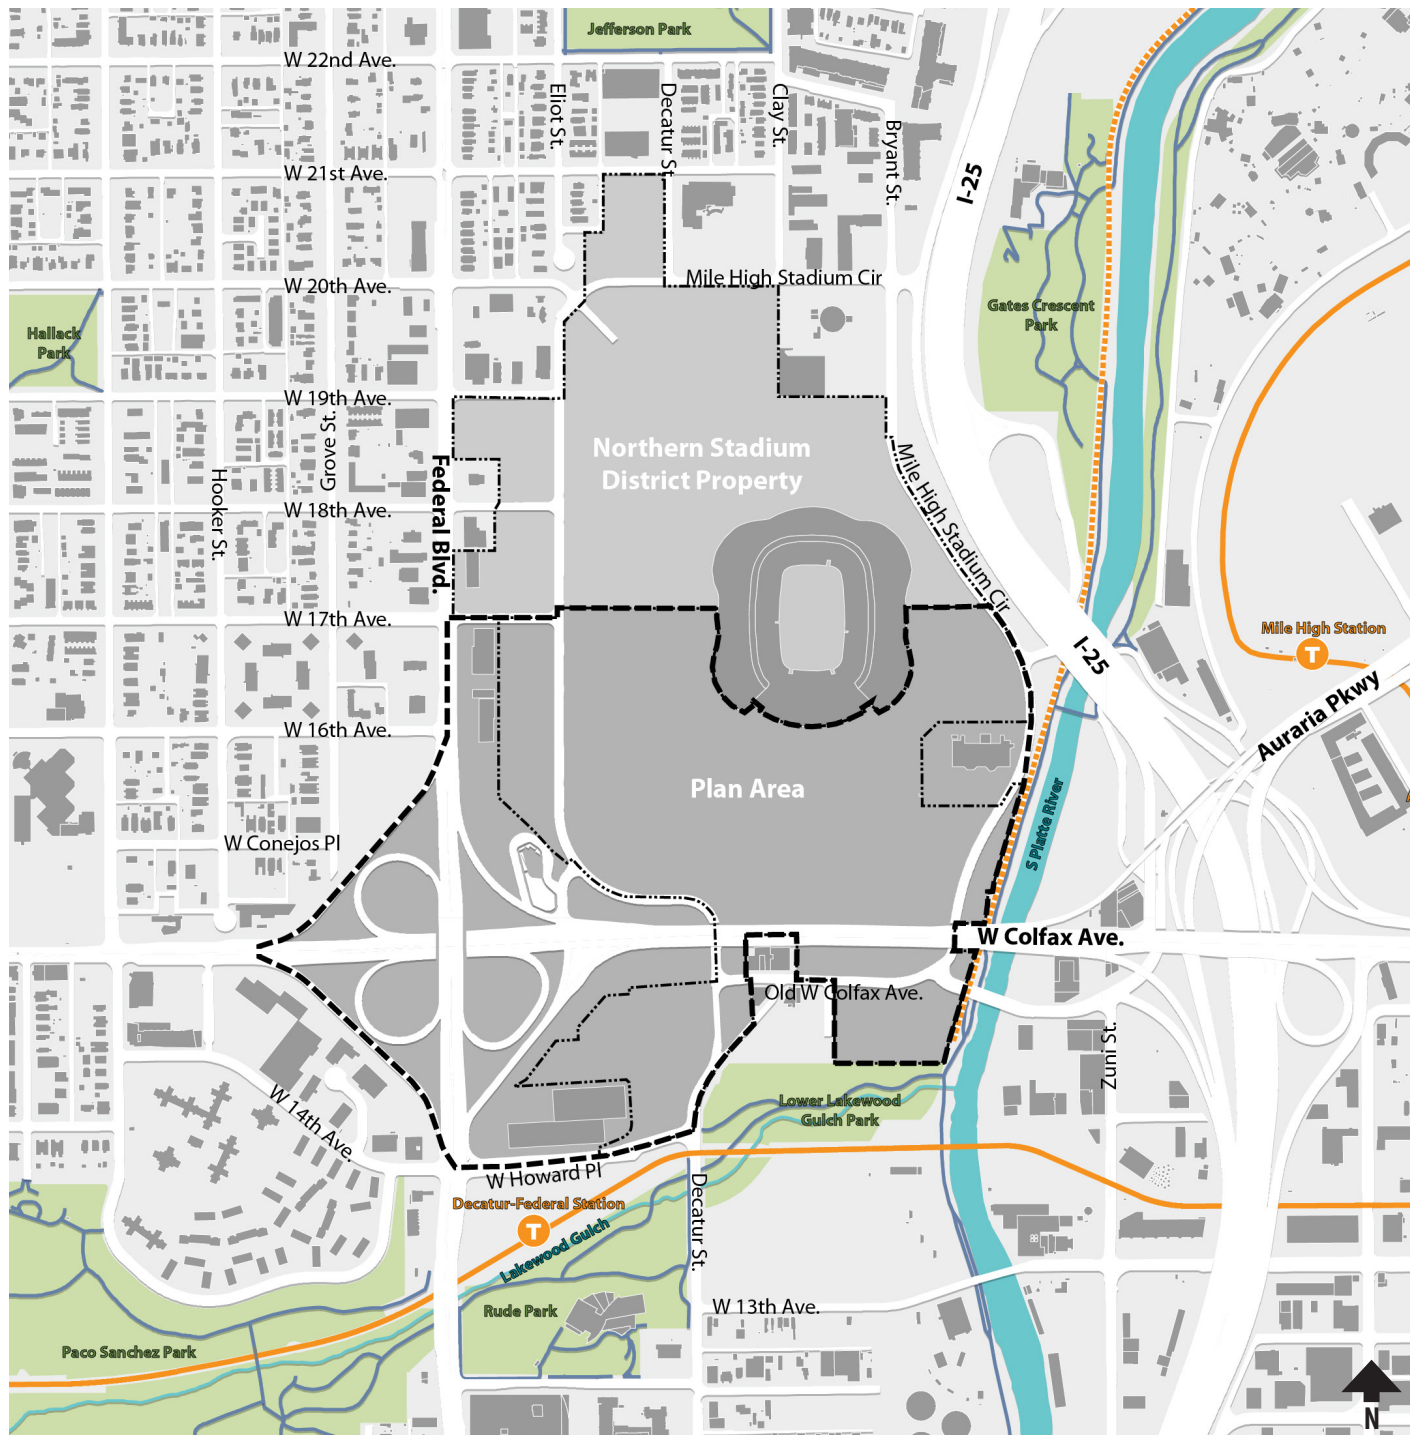 Jefferson Park
W 22nd Ave.
Eliot St.
Decatur St
Clay St.
Bryant St.
W 21st Ave.
I-25
Mile High Stadium Cir
W 20th Ave.
Gates Crescent
Park
Hallack
Park
W 19th Ave.
Grove St.
Northern Stadium
District Property
Mile High Stadium Cir
Federal Blvd.
Hooker St.
W 18th Ave.
W 17th Ave.
Mile High Station
T
I-25
Auraria Pkwy
W 16th Ave.
Plan Area
S Platte River
W Conejos Pl
W Colfax Ave.
Old W Colfax Ave.
Zuni St.
W 14th Ave.
Lower Lakewood
Gulch Park
W Howard Pl
Decatur-Federal Station
T
Lakewood Gulch
Decatur St.
Rude Park
W 13th Ave.
Paco Sanchez Park
N